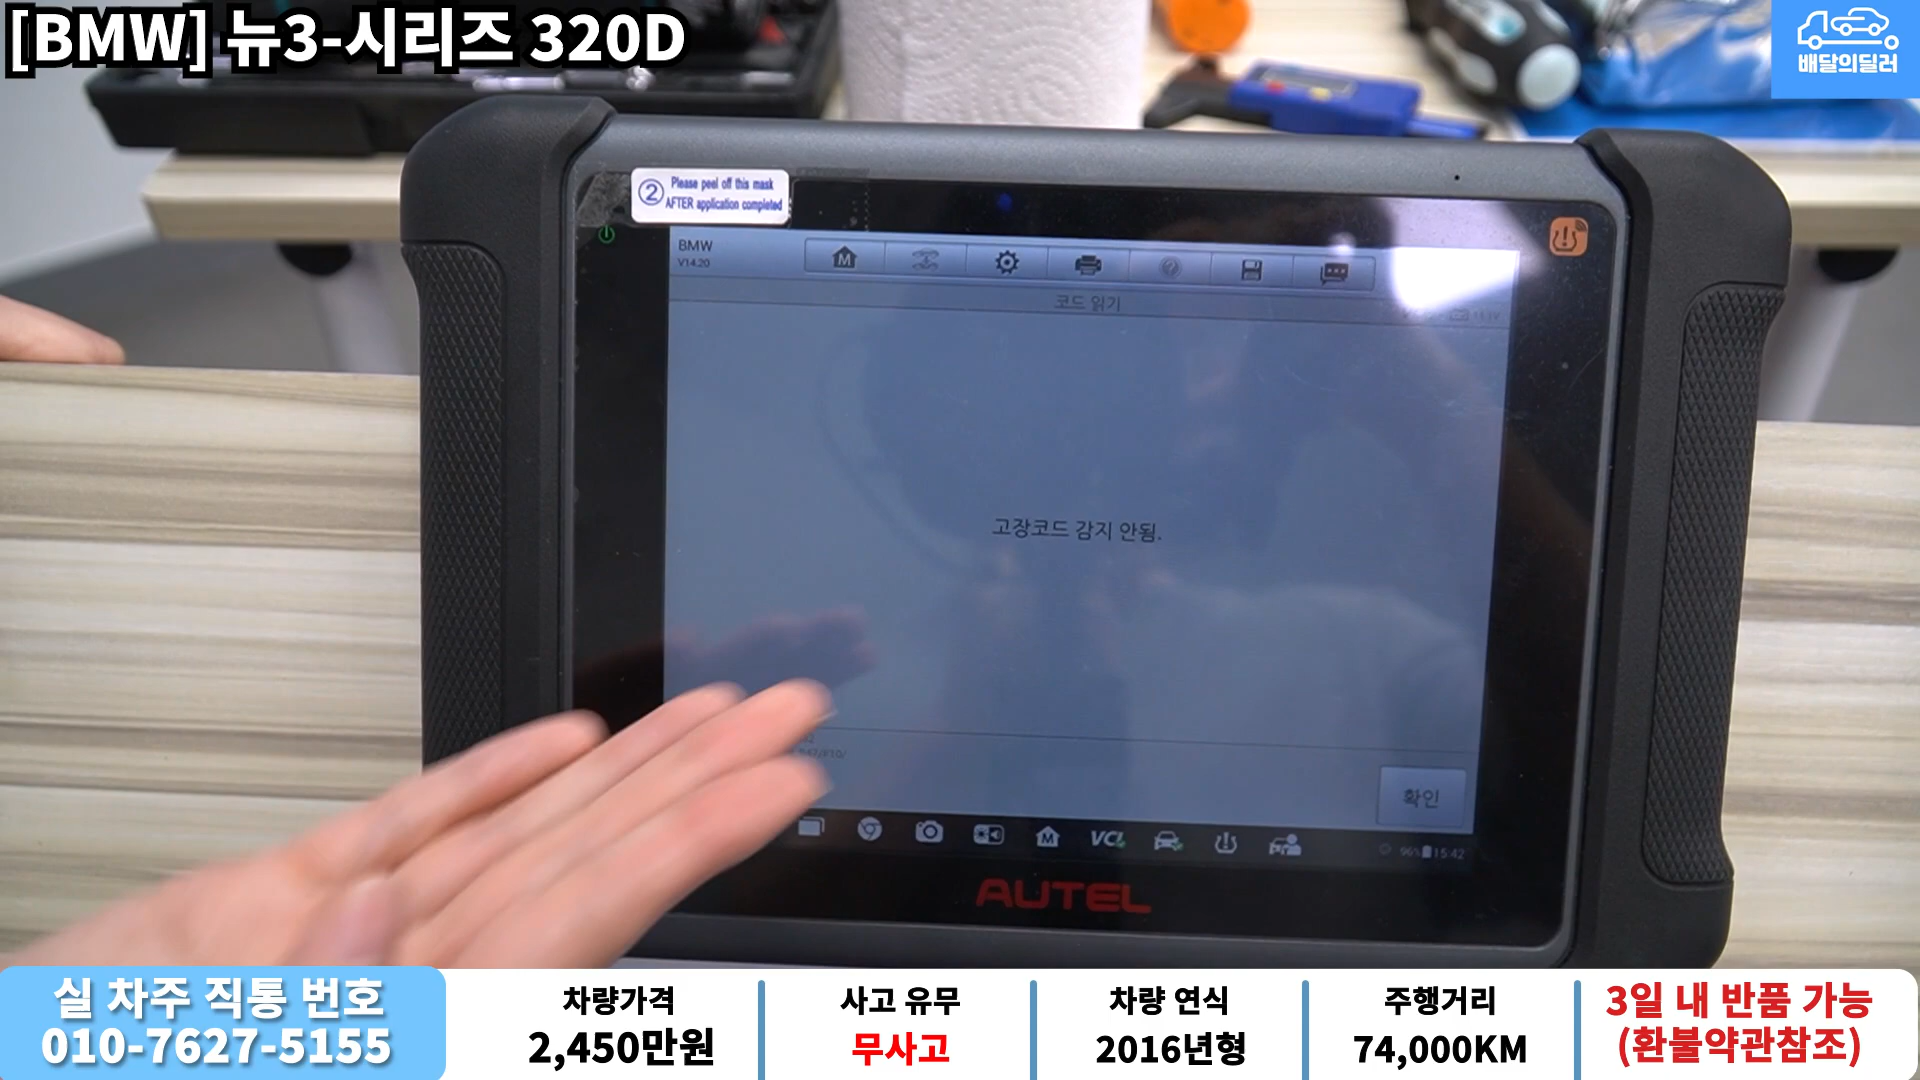 [BMW] 뉴3-시리즈 320D
배달의딜러
② Please peel off this mask
AFTER application completed
BMW
V14.20
코드 읽기
고장코드 감지 안됨.
확인
VCI
96% 15:42
AUTEL
실 차주 직통 번호
010-7627-5155
차량가격
2,450만원
사고 유무
무사고
차량 연식
2016년형
주행거리
74,000KM
3일 내 반품 가능
(환불약관참조)